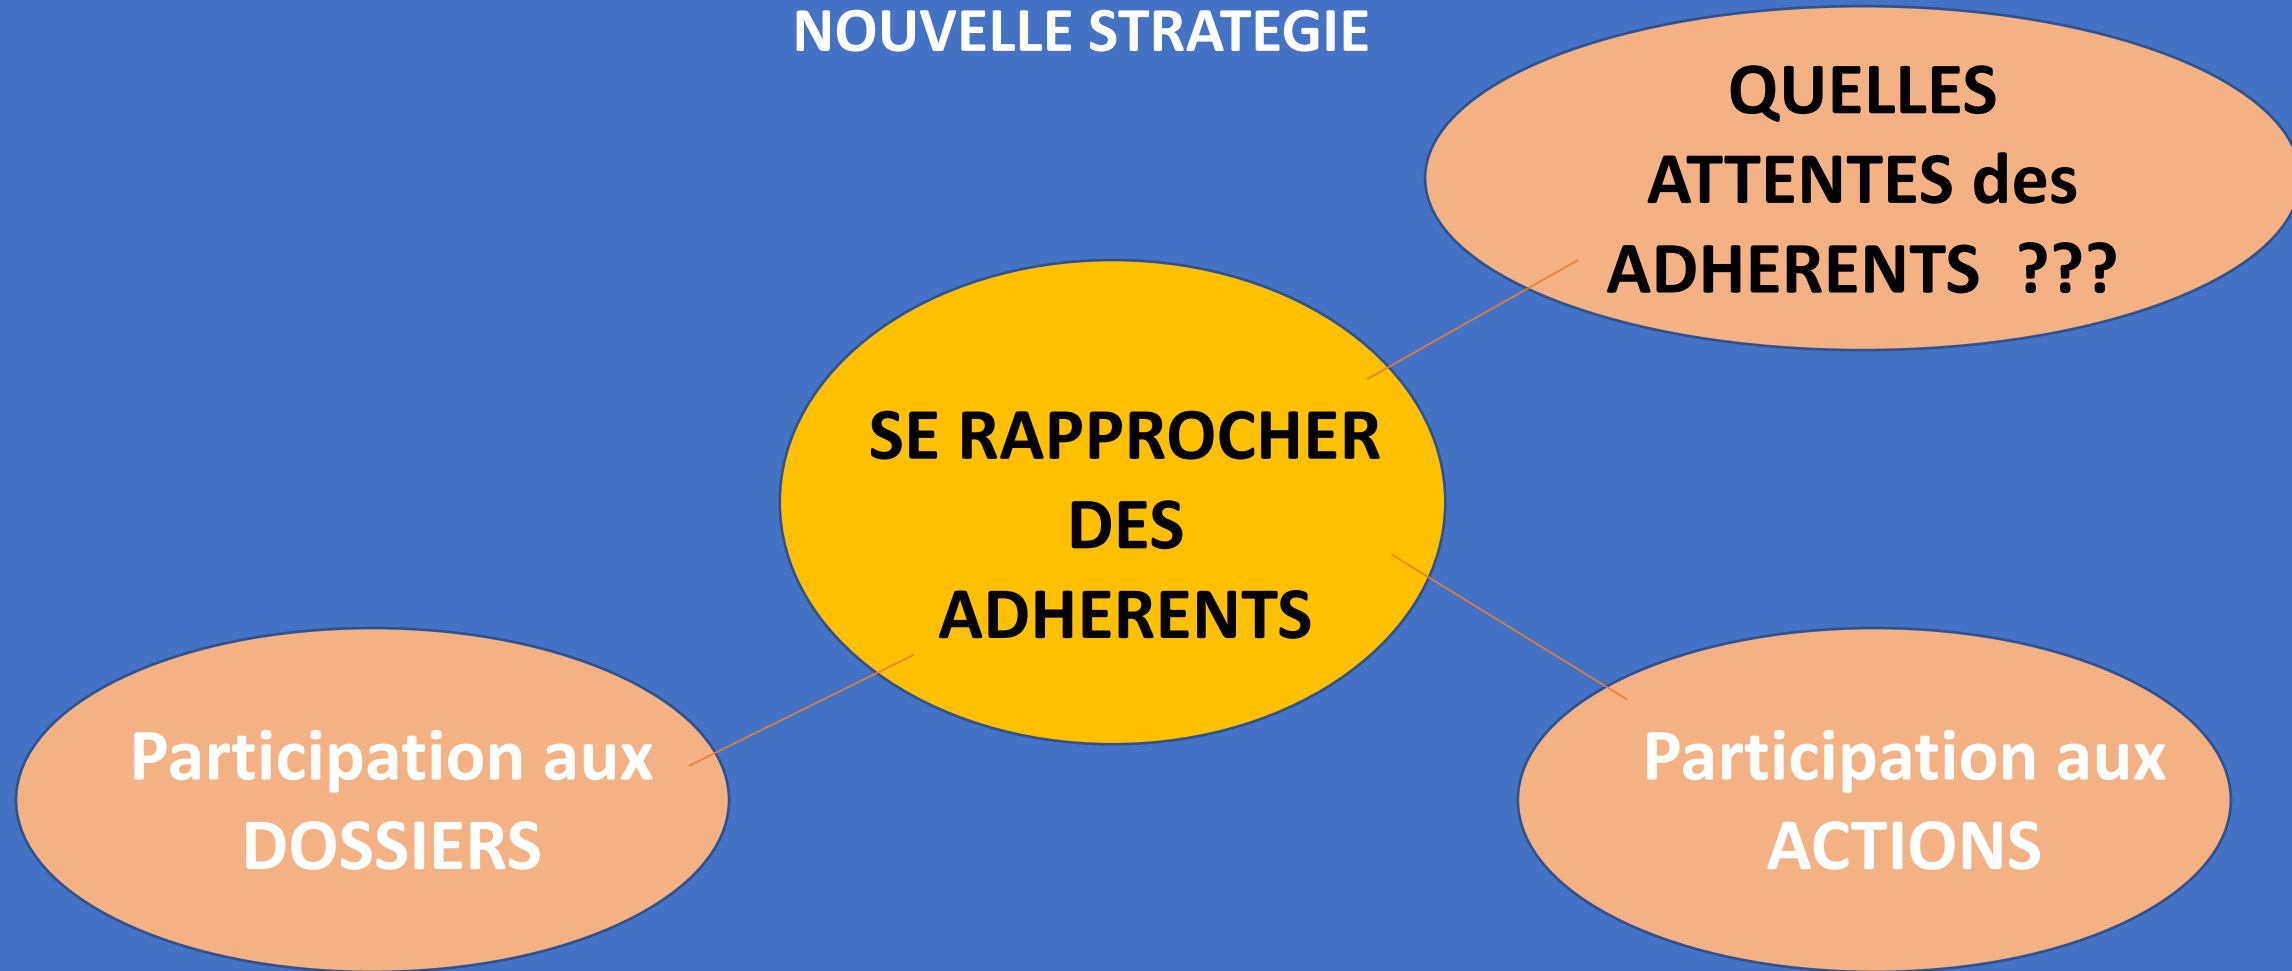 NOUVELLE STRATEGIE
QUELLES
ATTENTES des
ADHERENTS ???
SE RAPPROCHER
DES
ADHERENTS
Participation aux
DOSSIERS
Participation aux
ACTIONS